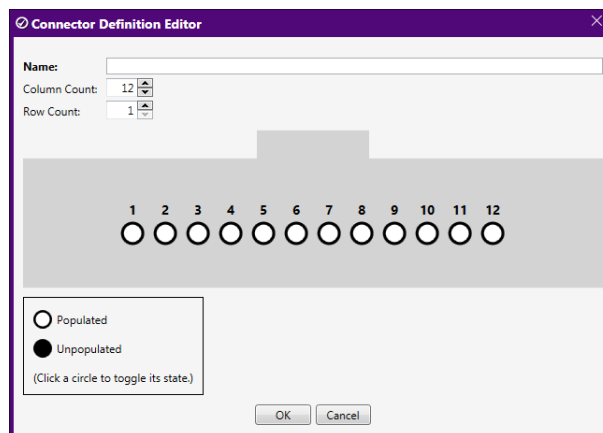 Connector Definition Editor
Name:
Column Count: 12
Row Count: 1
1 2 3 4 5 6 7 8 9 10 11 12
Populated
Unpopulated
(Click a circle to toggle its state.)
OK Cancel